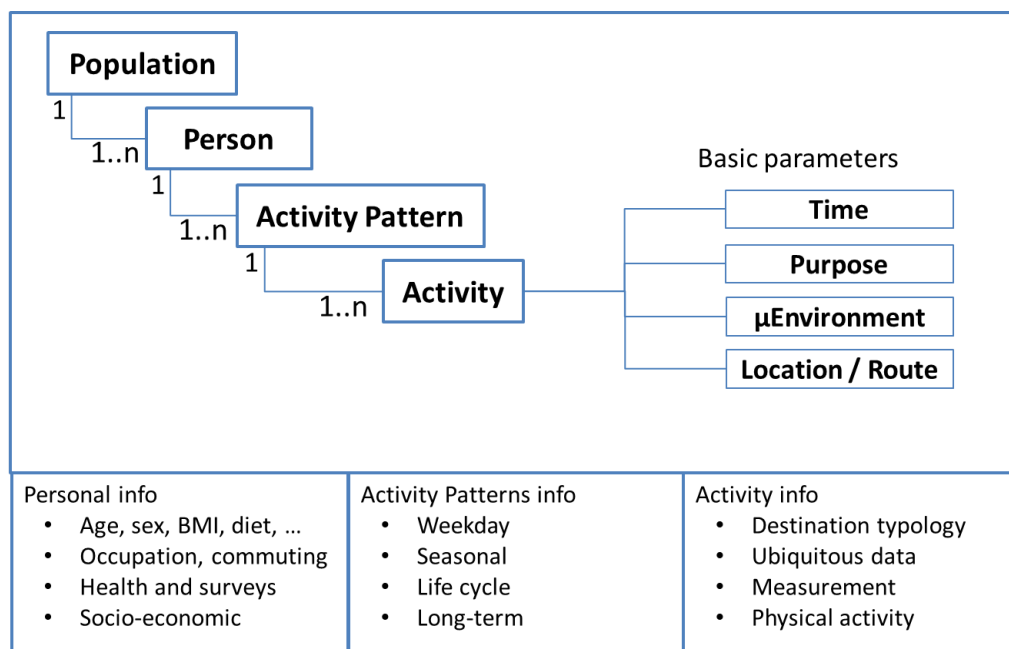 Population
1
1..n
Person
1
1..n
Activity Pattern
1
1..n
Activity
Basic parameters
Time
Purpose
µEnvironment
Location / Route
Personal info
• Age, sex, BMI, diet, ...
• Occupation, commuting
• Health and surveys
• Socio-economic
Activity Patterns info
• Weekday
• Seasonal
• Life cycle
• Long-term
Activity info
• Destination typology
• Ubiquitous data
• Measurement
• Physical activity